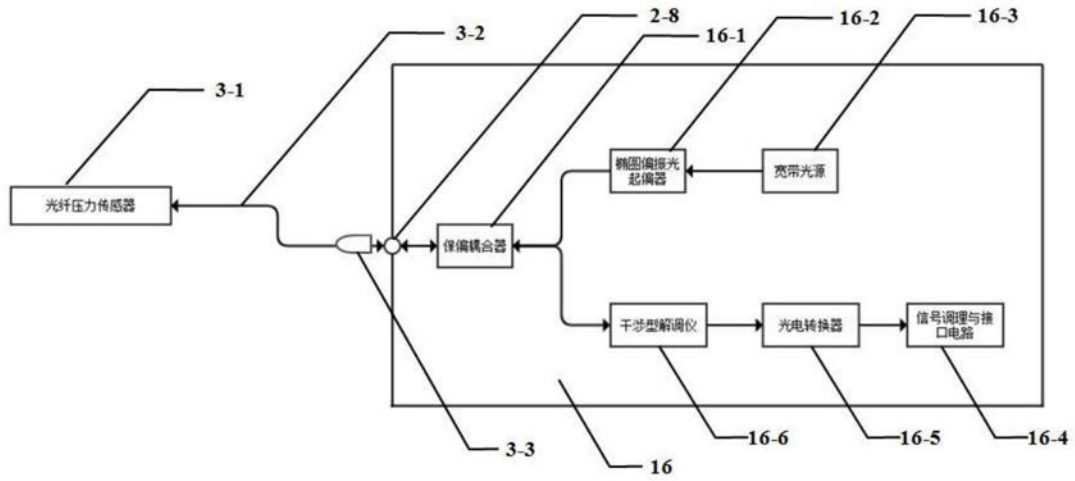 2-8
16-2
16-3
3-2
16-1
3-1
椭圆偏振光
起偏器
宽带光源
光纤压力传感器
保偏耦合器
干涉型解调仪
光电转换器
信号调理与接
口电路
3-3
16
16-6
16-5
16-4